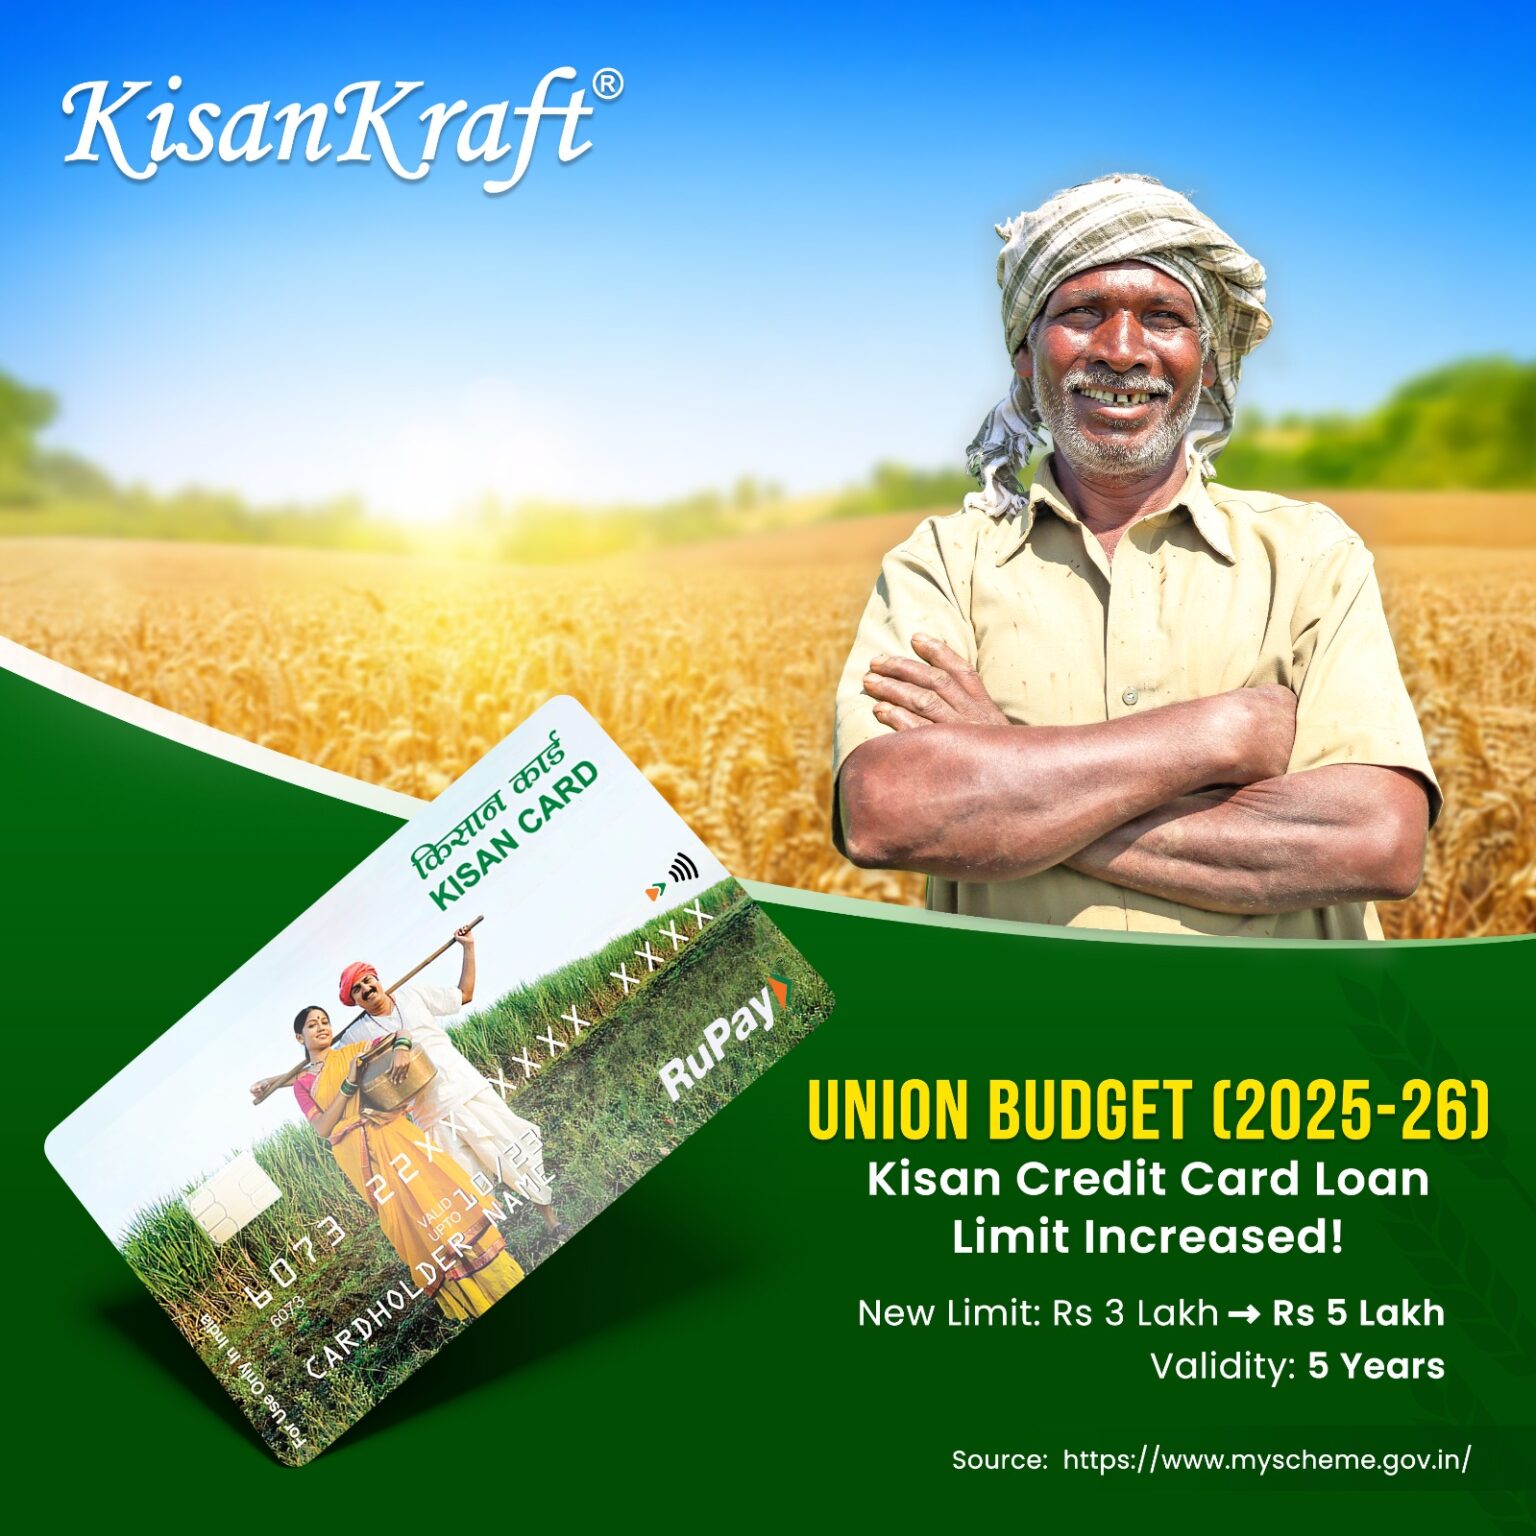 KisanKraft®
किसान कार्ड
KISAN CARD
RuPay
6073 22XX XXXX XXXX
6073
VALID
UPTO 10/23
CARDHOLDER NAME
For Use Only In India
UNION BUDGET (2025-26)
Kisan Credit Card Loan
Limit Increased!
New Limit: Rs 3 Lakh → Rs 5 Lakh
Validity: 5 Years
Source: https://www.myscheme.gov.in/